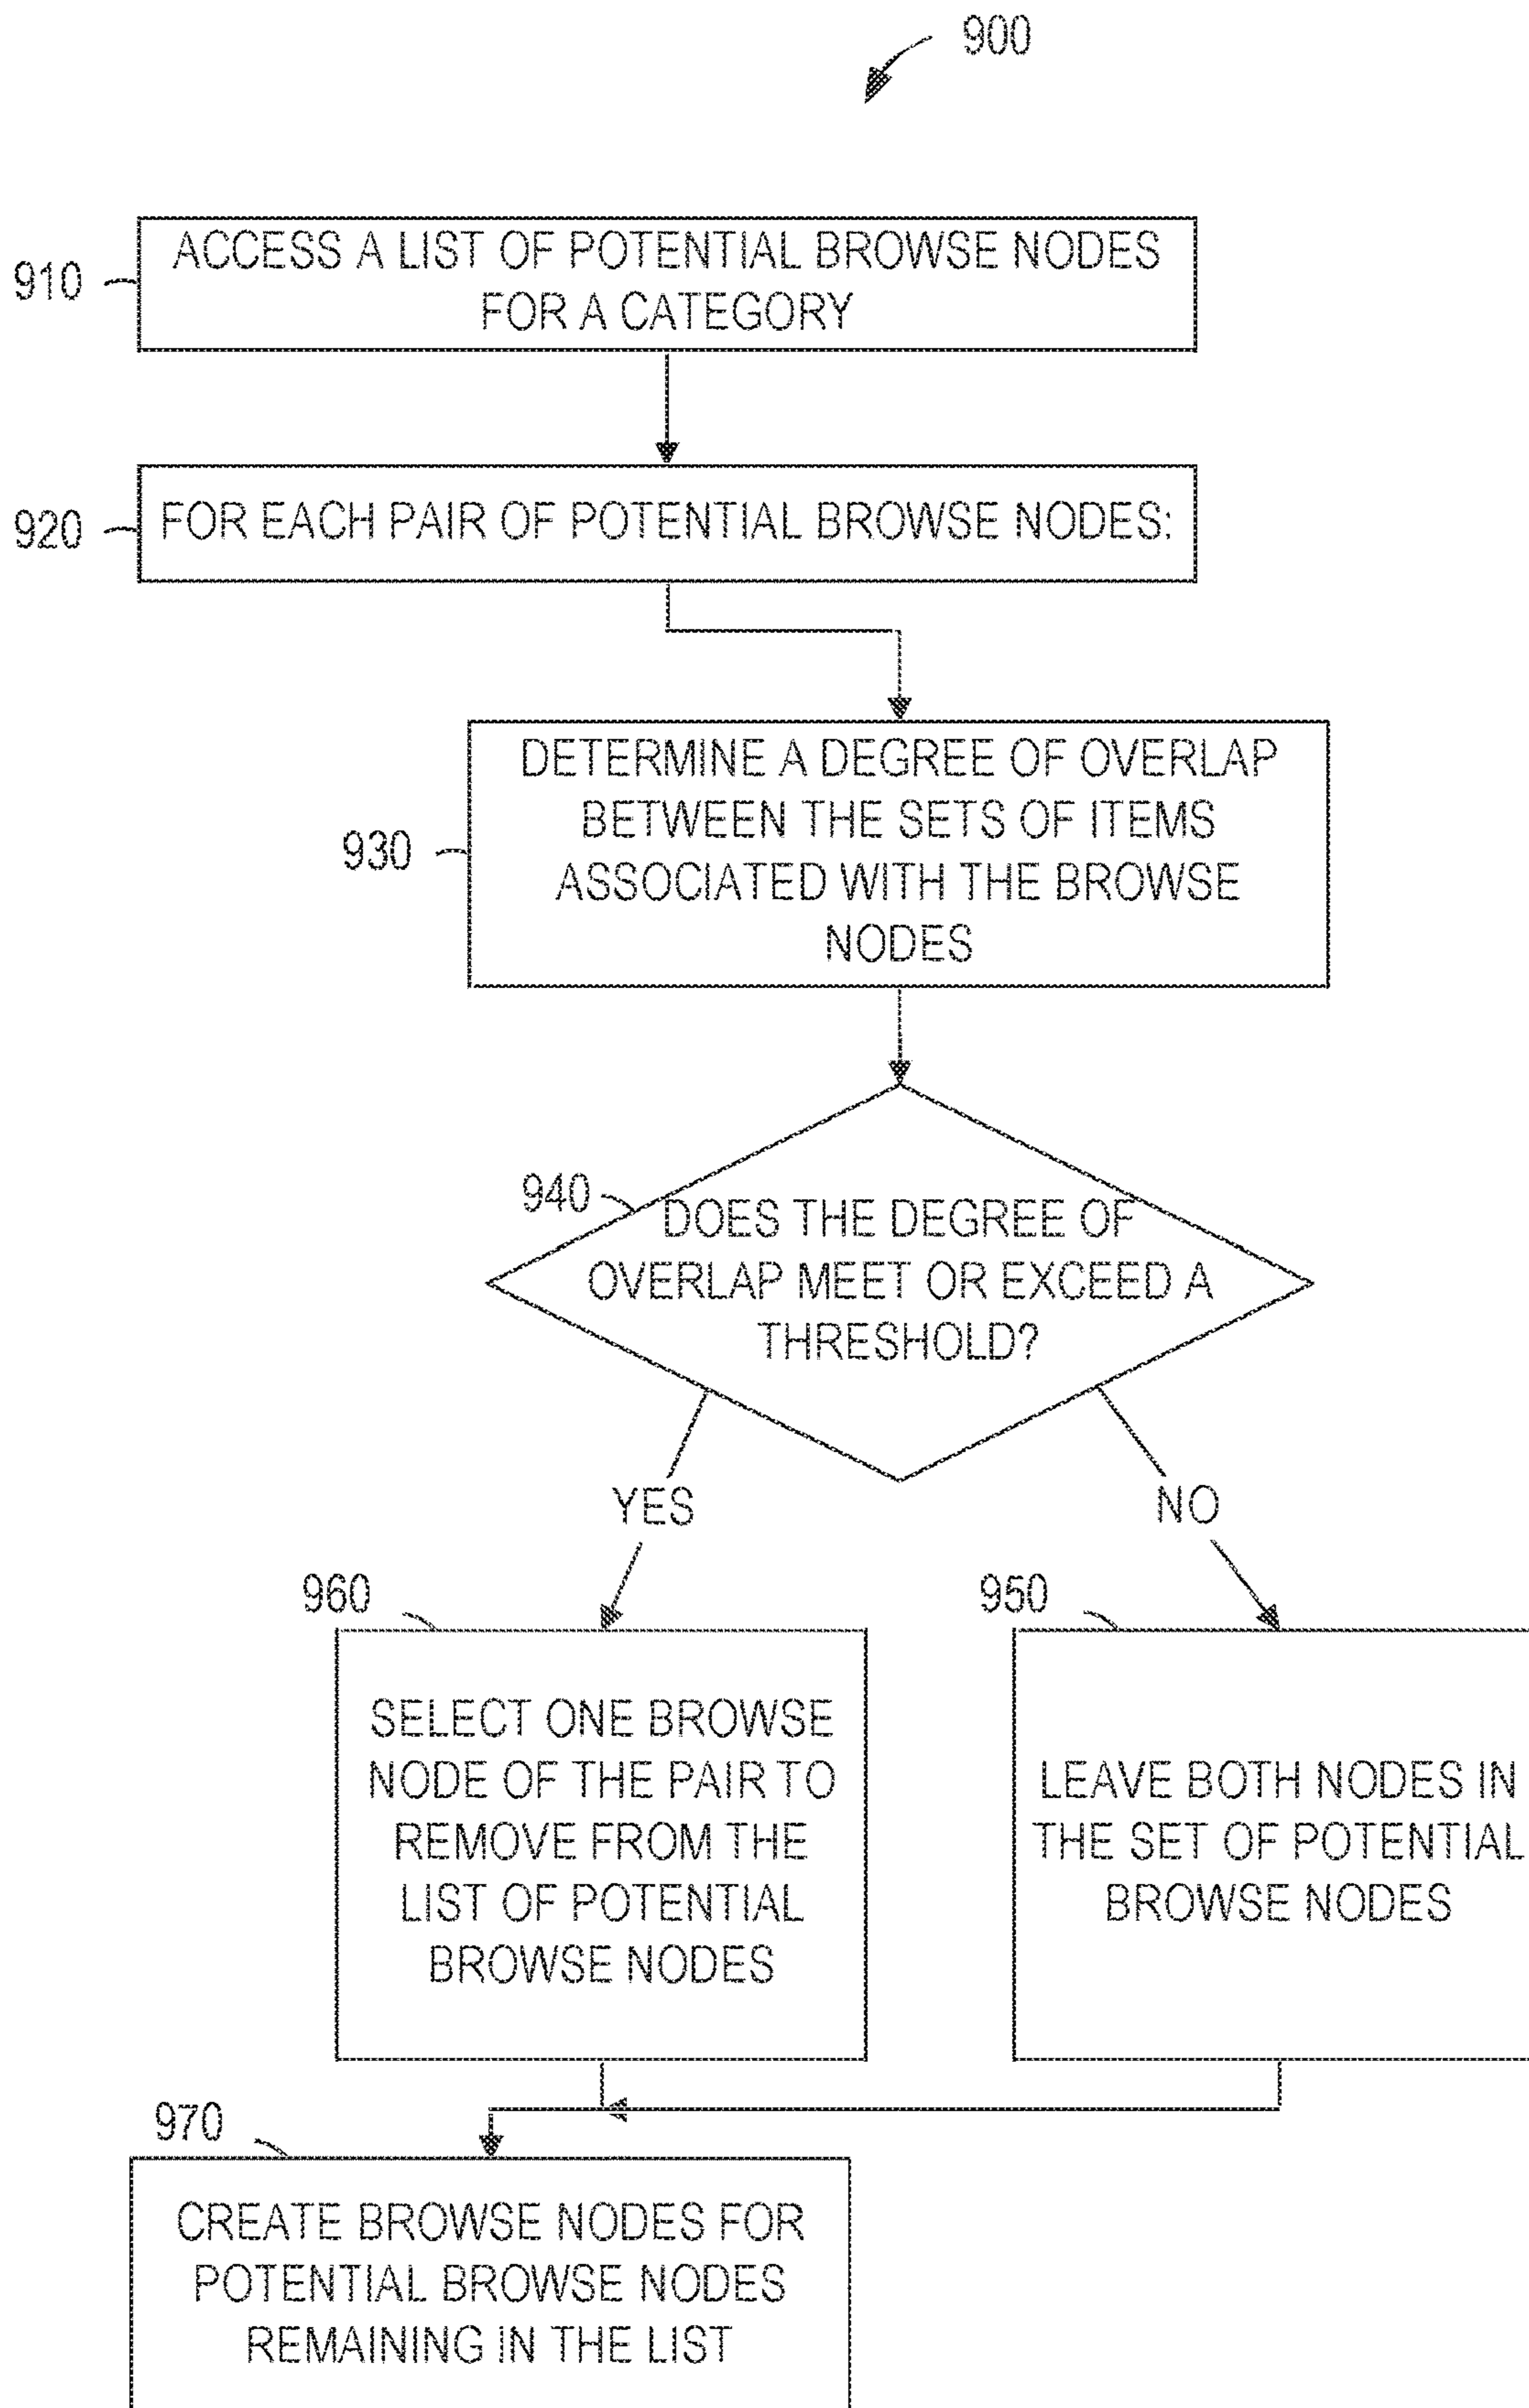 900
910
ACCESS A LIST OF POTENTIAL BROWSE NODES
FOR A CATEGORY
920
FOR EACH PAIR OF POTENTIAL BROWSE NODES:
930
DETERMINE A DEGREE OF OVERLAP
BETWEEN THE SETS OF ITEMS
ASSOCIATED WITH THE BROWSE
NODES
940
DOES THE DEGREE OF
OVERLAP MEET OR EXCEED A
THRESHOLD?
YES
NO
960
SELECT ONE BROWSE
NODE OF THE PAIR TO
REMOVE FROM THE
LIST OF POTENTIAL
BROWSE NODES
950
LEAVE BOTH NODES IN
THE SET OF POTENTIAL
BROWSE NODES
970
CREATE BROWSE NODES FOR
POTENTIAL BROWSE NODES
REMAINING IN THE LIST